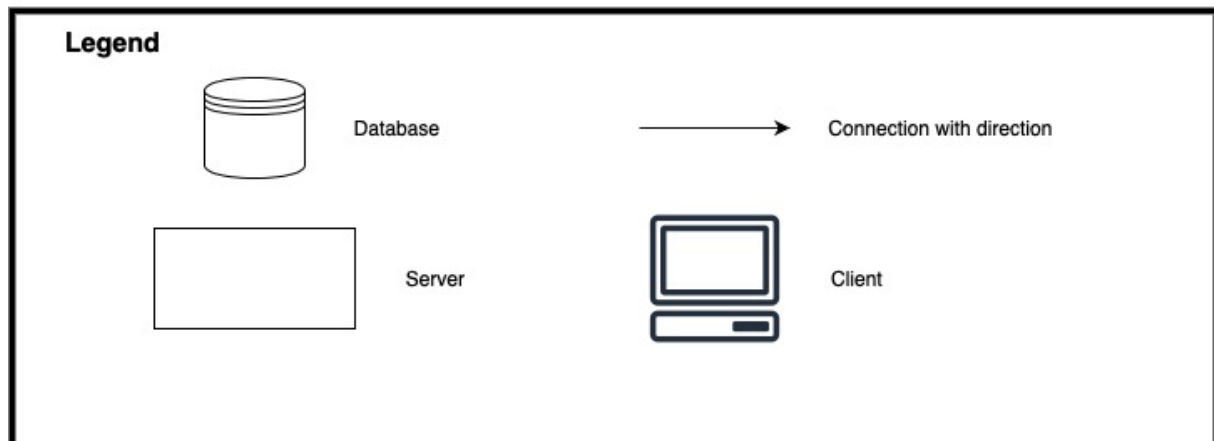 Legend
Database
Connection with direction
Server
Client